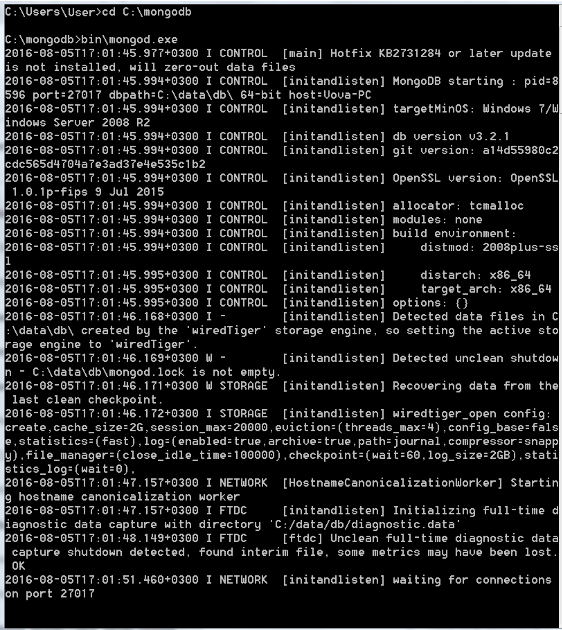 C:\Users\User>cd C:\mongodb
C:\mongodb>bin\mongod.exe
2016-08-05T17:01:45.977+0300 I CONTROL  [main] Hotfix KB2731284 or later update
is not installed, will zero-out data files
2016-08-05T17:01:45.994+0300 I CONTROL  [initandlisten] MongoDB starting : pid=8
596 port=27017 dbpath=C:\data\db\ 64-bit host=Vova-PC
2016-08-05T17:01:45.994+0300 I CONTROL  [initandlisten] targetMinOS: Windows 7/W
indows Server 2008 R2
2016-08-05T17:01:45.994+0300 I CONTROL  [initandlisten] db version v3.2.1
2016-08-05T17:01:45.994+0300 I CONTROL  [initandlisten] git version: a14d55980c2
cdc565d4704a7e3ad37e4e535c1b2
2016-08-05T17:01:45.994+0300 I CONTROL  [initandlisten] OpenSSL version: OpenSSL
 1.0.1p-fips 9 Jul 2015
2016-08-05T17:01:45.994+0300 I CONTROL  [initandlisten] allocator: tcmalloc
2016-08-05T17:01:45.994+0300 I CONTROL  [initandlisten] modules: none
2016-08-05T17:01:45.994+0300 I CONTROL  [initandlisten] build environment:
2016-08-05T17:01:45.994+0300 I CONTROL  [initandlisten]     distmod: 2008plus-ss
l
2016-08-05T17:01:45.995+0300 I CONTROL  [initandlisten]     distarch: x86_64
2016-08-05T17:01:45.995+0300 I CONTROL  [initandlisten]     target_arch: x86_64
2016-08-05T17:01:45.995+0300 I CONTROL  [initandlisten] options: {}
2016-08-05T17:01:46.168+0300 I -        [initandlisten] Detected data files in C
:\data\db\ created by the 'wiredTiger' storage engine, so setting the active sto
rage engine to 'wiredTiger'.
2016-08-05T17:01:46.169+0300 W -        [initandlisten] Detected unclean shutdow
n - C:\data\db\mongod.lock is not empty.
2016-08-05T17:01:46.171+0300 W STORAGE  [initandlisten] Recovering data from the
 last clean checkpoint.
2016-08-05T17:01:46.172+0300 I STORAGE  [initandlisten] wiredtiger_open config:
create,cache_size=2G,session_max=20000,eviction=(threads_max=4),config_base=fals
e,statistics=(fast),log=(enabled=true,archive=true,path=journal,compressor=snapp
y),file_manager=(close_idle_time=100000),checkpoint=(wait=60,log_size=2GB),stati
stics_log=(wait=0),
2016-08-05T17:01:47.157+0300 I NETWORK  [HostnameCanonicalizationWorker] Startin
g hostname canonicalization worker
2016-08-05T17:01:47.157+0300 I FTDC     [initandlisten] Initializing full-time d
iagnostic data capture with directory 'C:/data/db/diagnostic.data'
2016-08-05T17:01:48.149+0300 I FTDC     [ftdc] Unclean full-time diagnostic data
 capture shutdown detected, found interim file, some metrics may have been lost.
 OK
2016-08-05T17:01:51.460+0300 I NETWORK  [initandlisten] waiting for connections
on port 27017